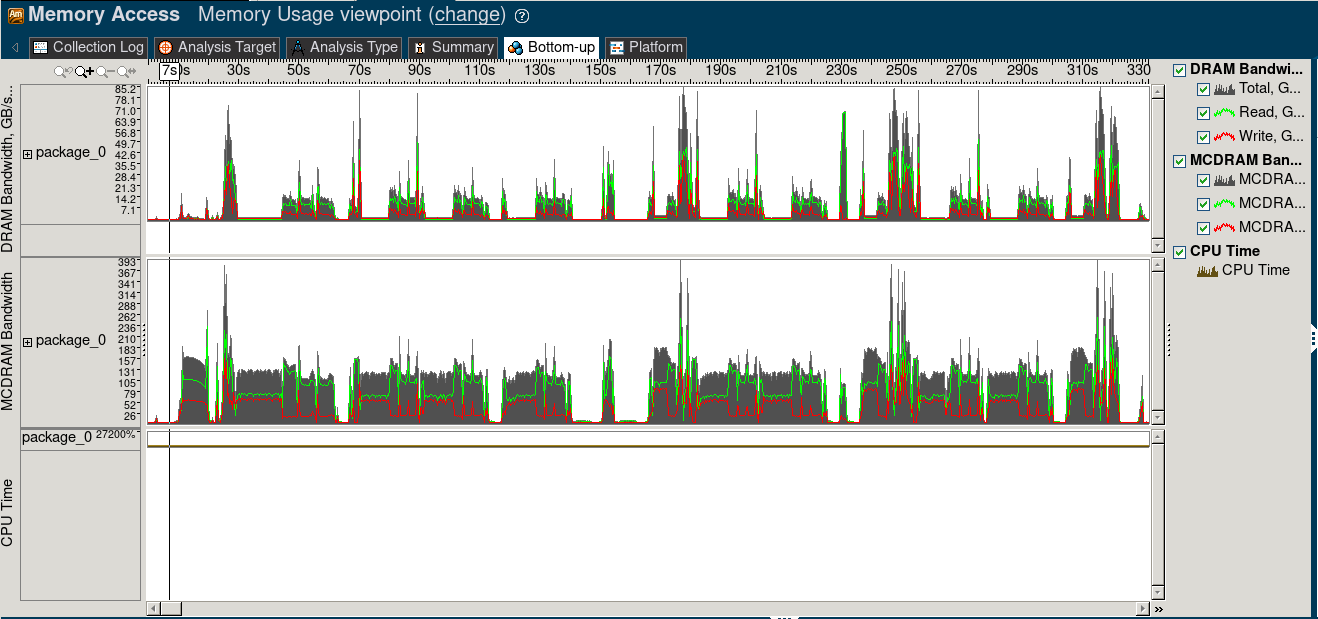 Am Memory Access Memory Usage viewpoint (change) ?
Collection Log Analysis Target Analysis Type Summary Bottom-up Platform
7s 0s 30s 50s 70s 90s 110s 130s 150s 170s 190s 210s 230s 250s 270s 290s 310s 330
DRAM Bandwidth, GB/s...
package_0
85.2
78.1
71.0
63.9
56.8
49.7
42.6
35.5
28.4
21.3
14.2
7.1
MCDRAM Bandwidth
package_0
393
367
341
314
288
262
236
210
183
157
131
105
79
52
26
CPU Time
package_0 27200%
DRAM Bandwi...
Total, G...
Read, G...
Write, G...
MCDRAM Ban...
MCDRA...
MCDRA...
MCDRA...
CPU Time
CPU Time
»